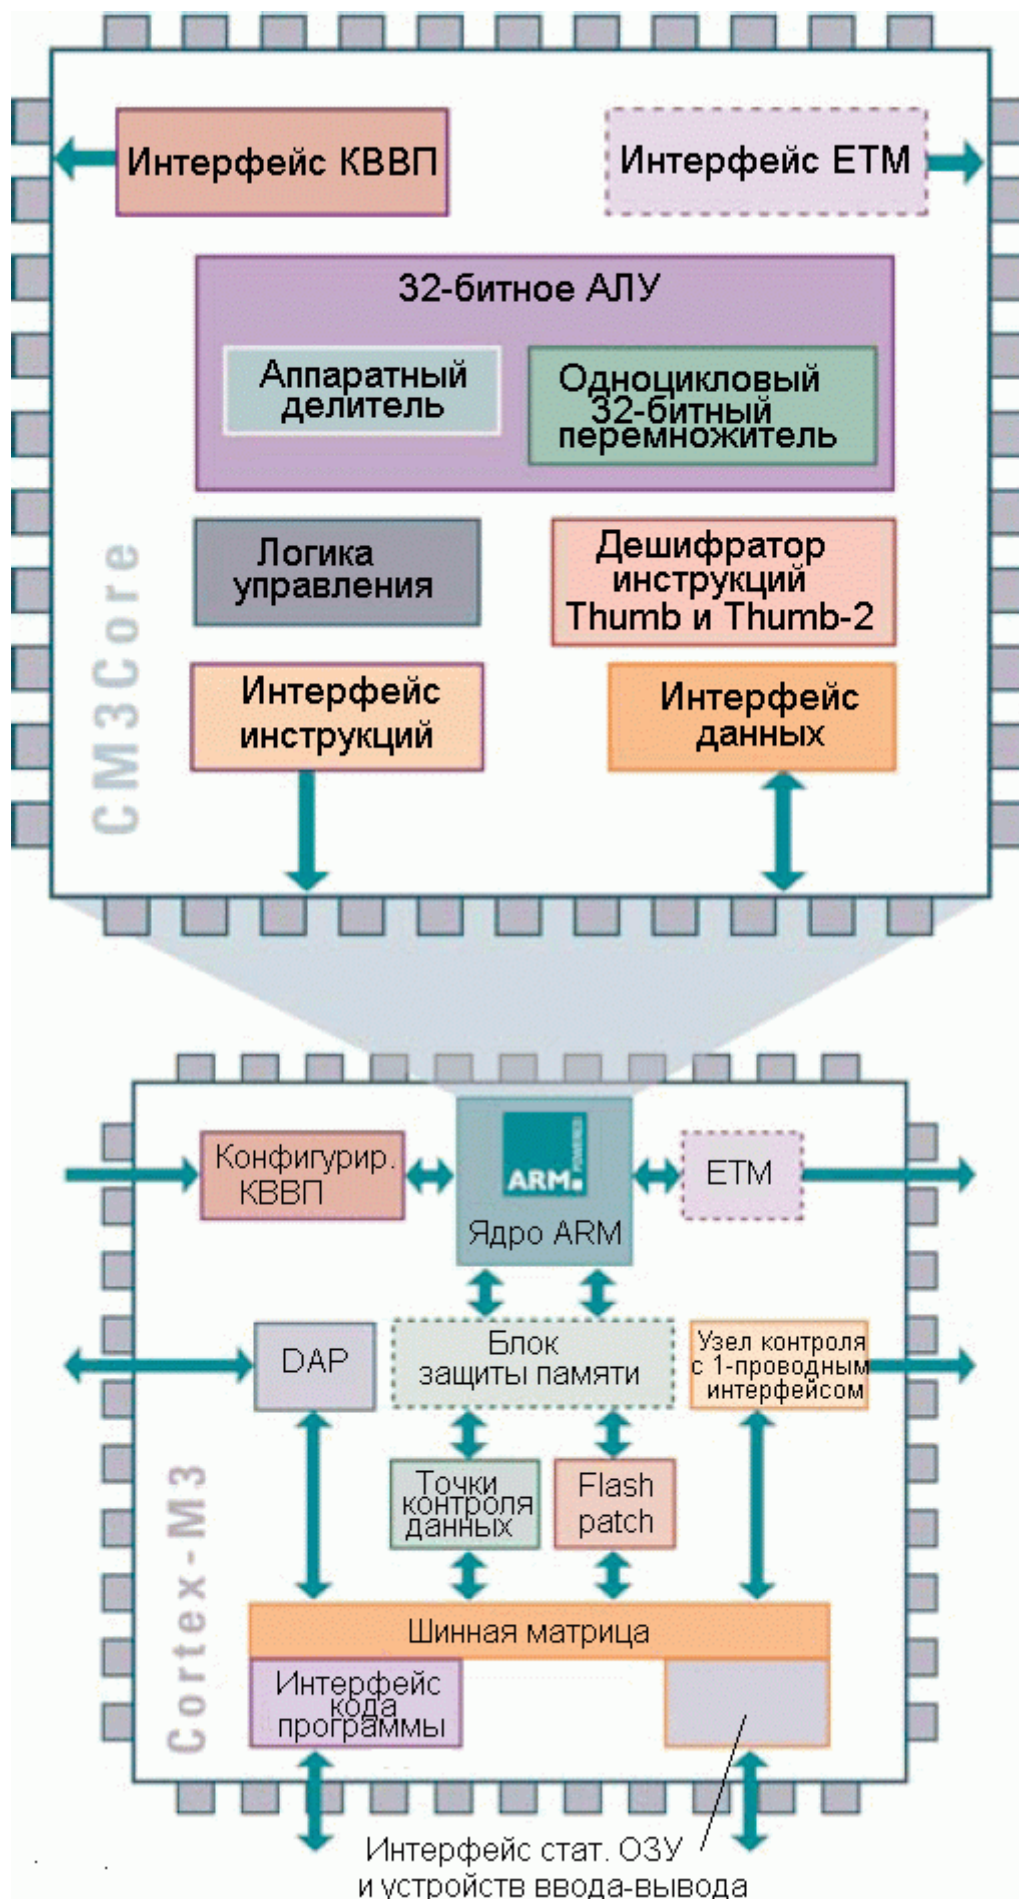 Интерфейс КВВП
Интерфейс ETM
32-битное АЛУ
Аппаратный
делитель
Одноцикловый
32-битный
перемножитель
Логика
управления
Дешифратор
инструкций
Thumb и Thumb-2
Интерфейс
инструкций
Интерфейс
данных
CM3Core
Конфигурир.
КВВП
ARM
POWERED
Ядро ARM
ETM
DAP
Блок
защиты памяти
Узел контроля
с 1-проводным
интерфейсом
Точки
контроля
данных
Flash
patch
Шинная матрица
Интерфейс
кода
программы
Cortex-M3
Интерфейс стат. ОЗУ
и устройств ввода-вывода